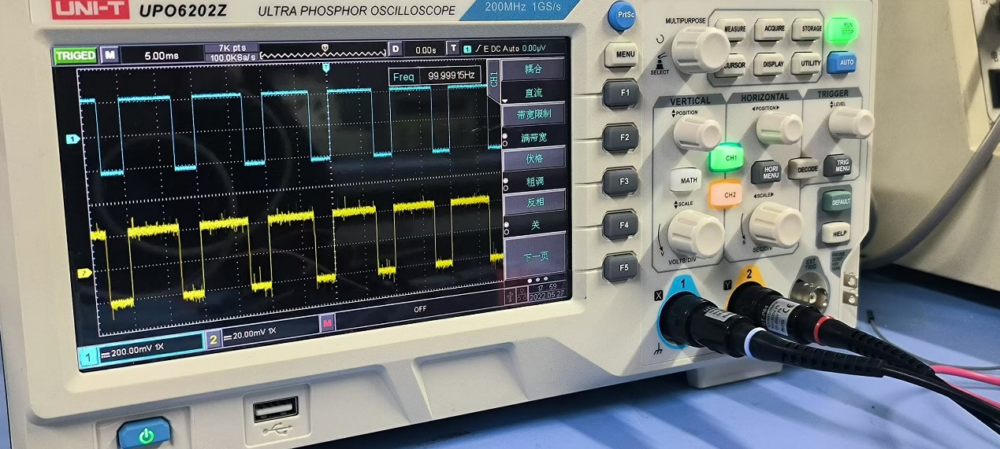 UNI-T UPO6202Z ULTRA PHOSPHOR OSCILLOSCOPE 200MHz 1GS/s
TRIGED M 5.00ms 7K pts D 0.00s T 1 E DC Auto 0.00μV
100.0KSa/s
T
Freq 99.99915Hz
CH1
耦合
直流
带宽限制
满带宽
伏格
粗调
反相
关
下一页
1
2
17:59
2022.05.27
1 200.00mV 1X 2 20.00mV 1X M OFF
PrtSc
MENU
F1
F2
F3
F4
F5
MULTIPURPOSE
SELECT
MEASURE ACQUIRE STORAGE RUN
STOP
CURSOR DISPLAY UTILITY AUTO
VERTICAL HORIZONTAL TRIGGER
POSITION POSITION LEVEL
CH1
MATH HORI MENU DECODE TRIG MENU
CH2
SCALE SCALE DEFAULT
HELP
VOLTS/DIV SEC/DIV
EXT TRIG
X 1 Y 2